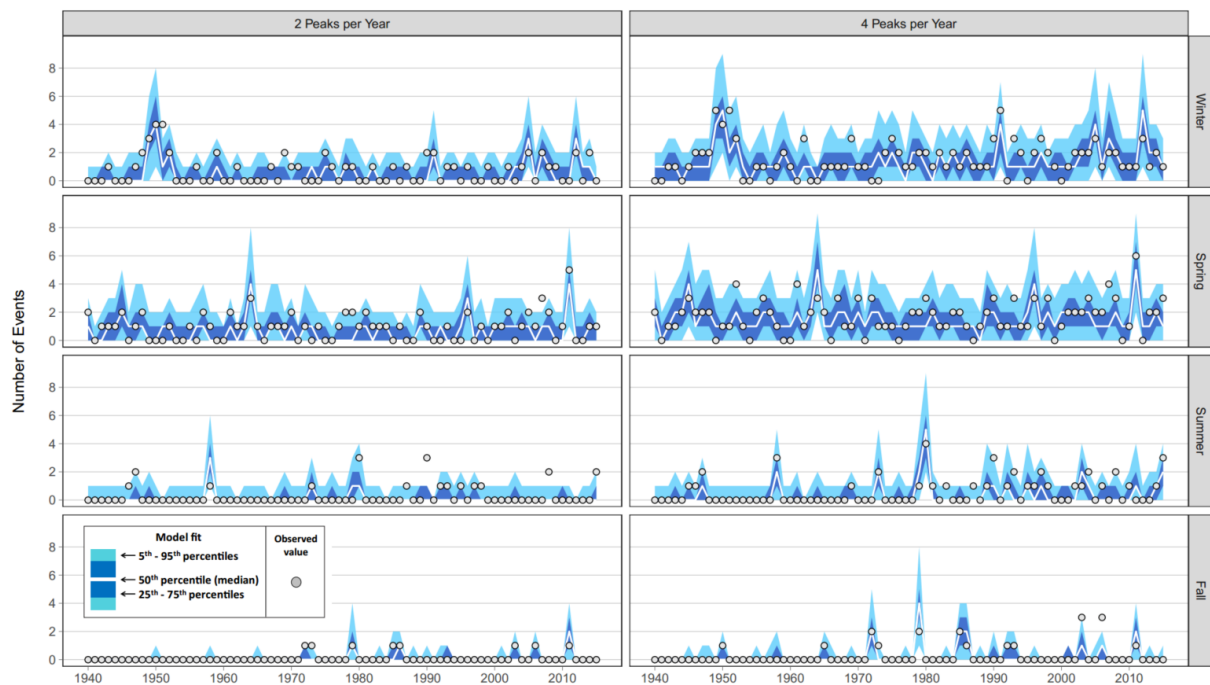 2 Peaks per Year 4 Peaks per Year
Number of Events
8
6
4
2
0
Winter
8
6
4
2
0
Spring
8
6
4
2
0
Summer
8
6
4
2
0
Fall
Model fit
5th - 95th percentiles
50th percentile (median)
25th - 75th percentiles
Observed
value
1940 1950 1960 1970 1980 1990 2000 2010 1940 1950 1960 1970 1980 1990 2000 2010